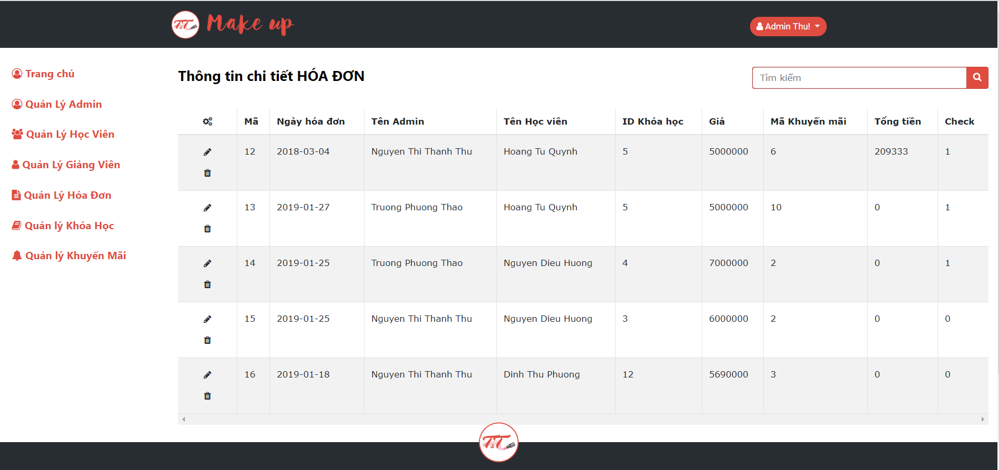 T&T Make up
Admin Thu!
Trang chủ
Quản Lý Admin
Quản Lý Học Viên
Quản Lý Giảng Viên
Quản Lý Hóa Đơn
Quản lý Khóa Học
Quản lý Khuyến Mãi
Thông tin chi tiết HÓA ĐƠN
Tìm kiếm
Mã Ngày hóa đơn Tên Admin Tên Học viên ID Khóa học Giá Mã Khuyến mãi Tổng tiền Check
12 2018-03-04 Nguyen Thi Thanh Thu Hoang Tu Quynh 5 5000000 6 209333 1
13 2019-01-27 Truong Phuong Thao Hoang Tu Quynh 5 5000000 10 0 1
14 2019-01-25 Truong Phuong Thao Nguyen Dieu Huong 4 7000000 2 0 1
15 2019-01-25 Nguyen Thi Thanh Thu Nguyen Dieu Huong 3 6000000 2 0 0
16 2019-01-18 Nguyen Thi Thanh Thu Dinh Thu Phuong 12 5690000 3 0 0
T&T